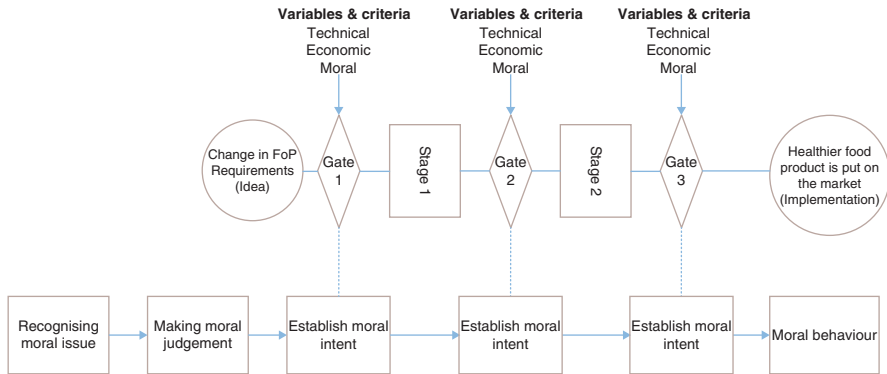 Variables & criteria
Technical
Economic
Moral
Variables & criteria
Technical
Economic
Moral
Variables & criteria
Technical
Economic
Moral
Change in FoP
Requirements
(Idea)
Gate
1
Stage 1
Gate
2
Stage 2
Gate
3
Healthier food
product is put on
the market
(Implementation)
Recognising
moral issue
Making moral
judgement
Establish moral
intent
Establish moral
intent
Establish moral
intent
Moral behaviour